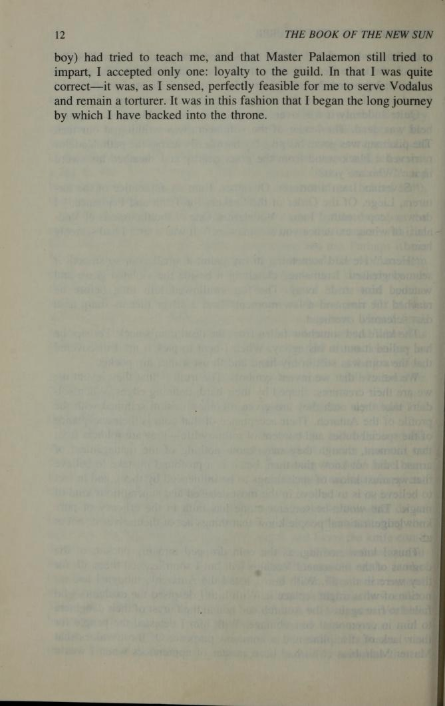 12 THE BOOK OF THE NEW SUN
boy) had tried to teach me, and that Master Palaemon still tried to
impart, I accepted only one: loyalty to the guild. In that I was quite
correct—it was, as I sensed, perfectly feasible for me to serve Vodalus
and remain a torturer. It was in this fashion that I began the long journey
by which I have backed into the throne.